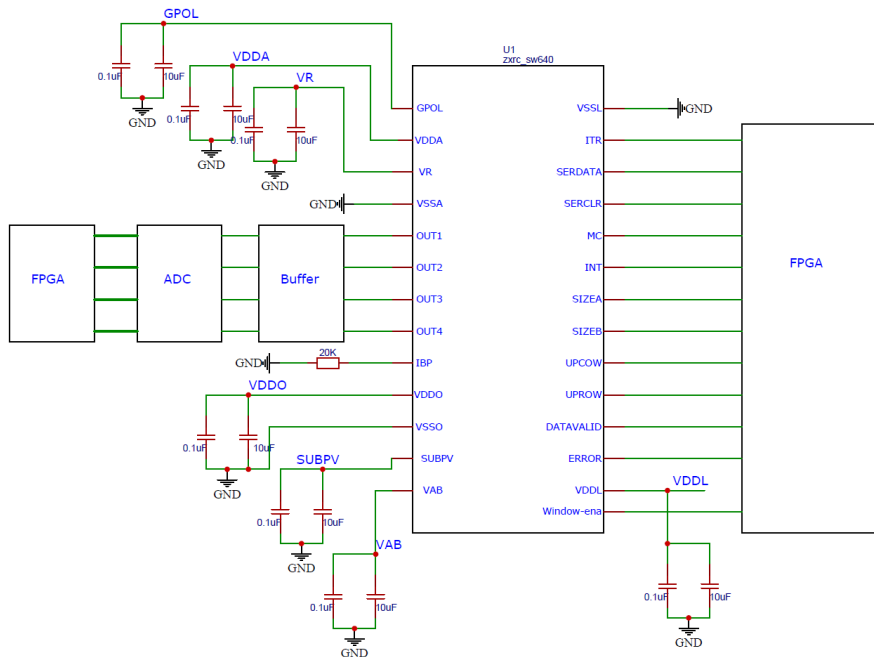 GPOL
0.1uF
10uF
GND
VDDA
0.1uF
10uF
GND
VR
0.1uF
10uF
GND
U1
zxrc_sw640
GPOL
VDDA
VR
VSSA
OUT1
OUT2
OUT3
OUT4
IBP
VDDO
VSSO
SUBPV
VAB
VSSL
ITR
SERDATA
SERCLR
MC
INT
SIZEA
SIZEB
UPCOW
UPROW
DATAVALID
ERROR
VDDL
Window-ena
GND
GND
FPGA
ADC
Buffer
FPGA
GND
20K
VDDO
0.1uF
10uF
GND
SUBPV
0.1uF
10uF
GND
VAB
0.1uF
10uF
GND
VDDL
0.1uF
10uF
GND